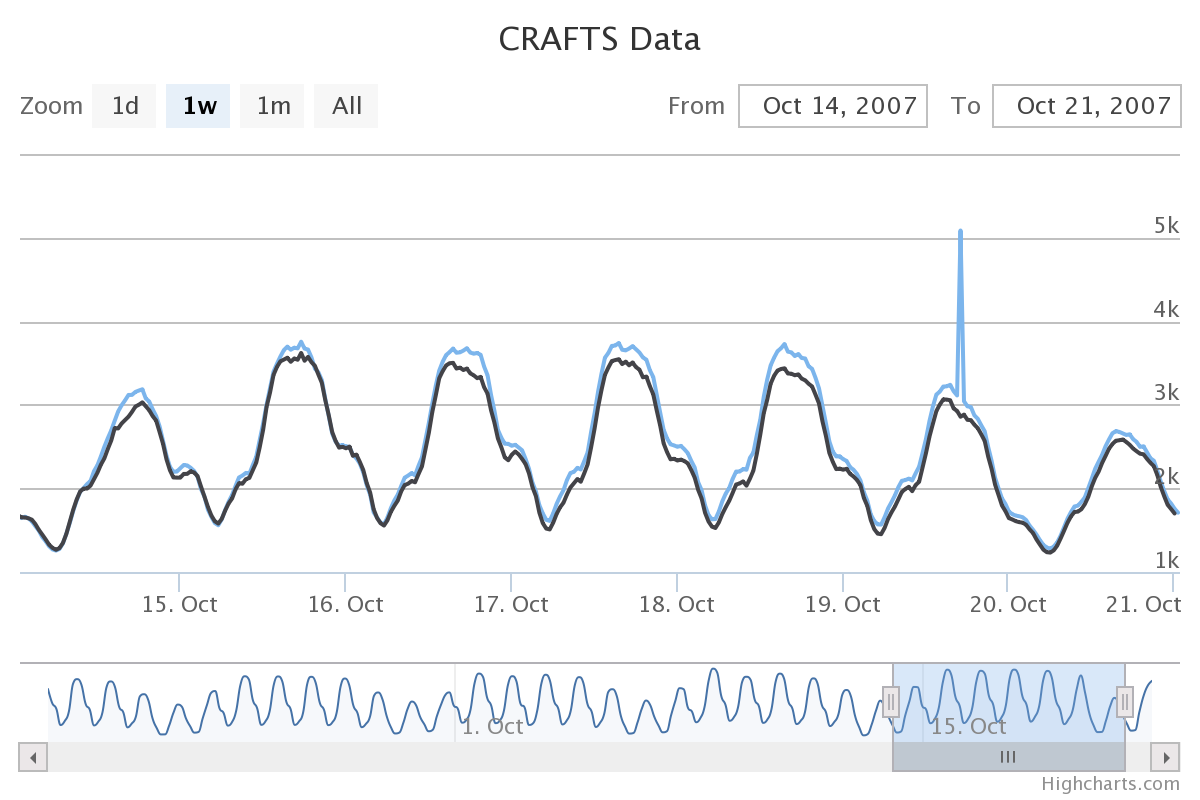 CRAFTS Data
Zoom 1d 1w 1m All From Oct 14, 2007 To Oct 21, 2007
5k
4k
3k
2k
1k
15. Oct 16. Oct 17. Oct 18. Oct 19. Oct 20. Oct 21. Oct
1. Oct 15. Oct
Highcharts.com